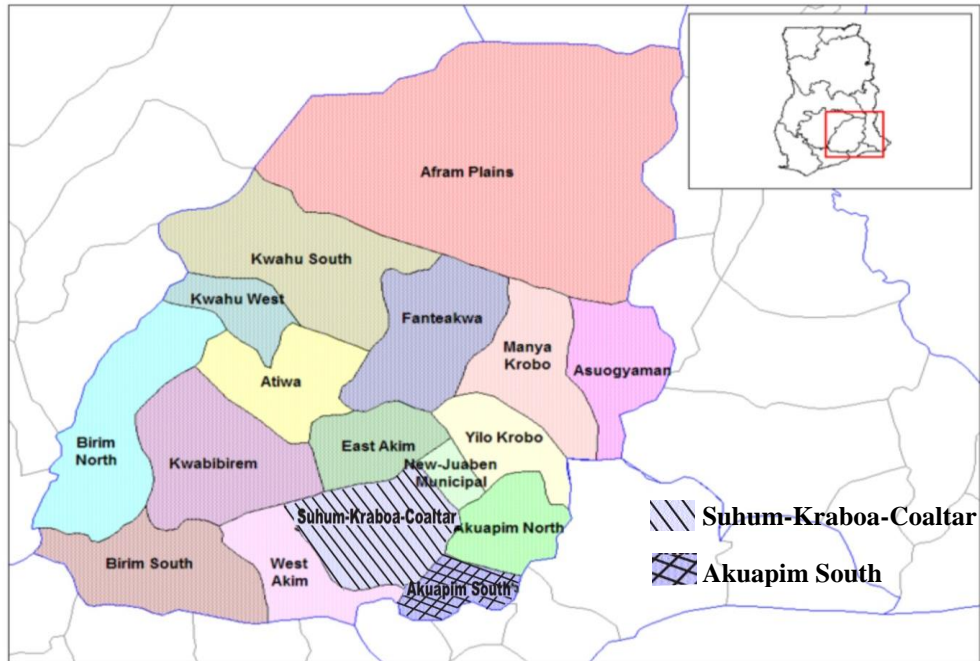 Afram Plains
Kwahu South
Kwahu West
Fanteakwa
Manya
Krobo
Asuogyaman
Atiwa
Birim
North
Kwabibirem
East Akim
Yilo Krobo
New-Juaben
Municipal
Suhum-Kraboa-Coaltar
Akuapim North
Birim South
West
Akim
Akuapim South
Suhum-Kraboa-Coaltar
Akuapim South